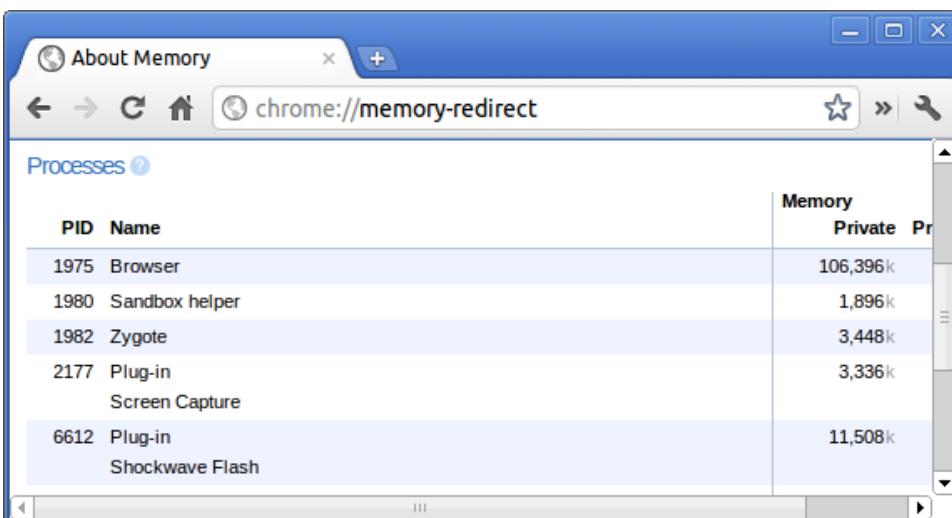 About Memory
chrome://memory-redirect
Processes ?
Memory
PID Name Private Pr
1975 Browser 106,396k
1980 Sandbox helper 1,896k
1982 Zygote 3,448k
2177 Plug-in 3,336k
Screen Capture
6612 Plug-in 11,508k
Shockwave Flash